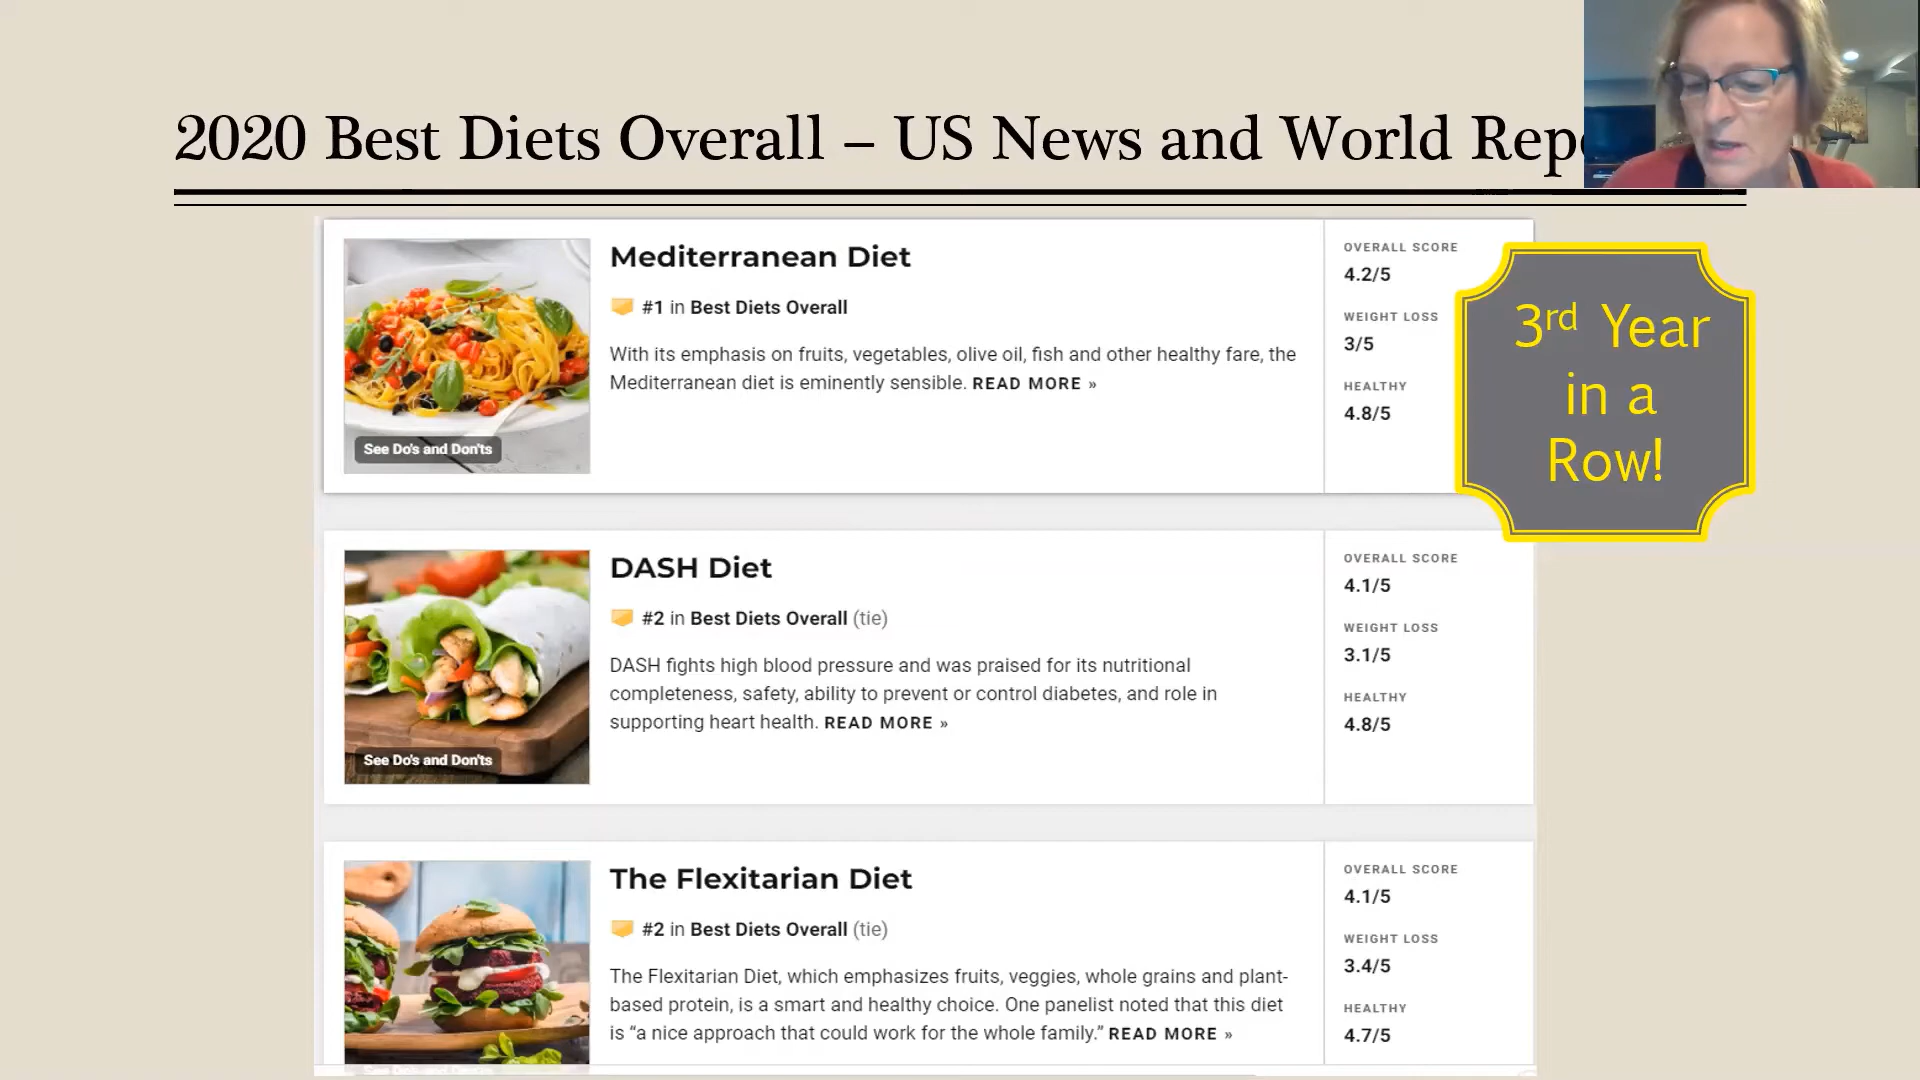 2020 Best Diets Overall – US News and World Rep
Mediterranean Diet
#1 in Best Diets Overall
With its emphasis on fruits, vegetables, olive oil, fish and other healthy fare, the
Mediterranean diet is eminently sensible. READ MORE »
See Do's and Don'ts
OVERALL SCORE
4.2/5
WEIGHT LOSS
3/5
HEALTHY
4.8/5
3rd Year
in a
Row!
DASH Diet
#2 in Best Diets Overall (tie)
DASH fights high blood pressure and was praised for its nutritional
completeness, safety, ability to prevent or control diabetes, and role in
supporting heart health. READ MORE »
See Do's and Don'ts
OVERALL SCORE
4.1/5
WEIGHT LOSS
3.1/5
HEALTHY
4.8/5
The Flexitarian Diet
#2 in Best Diets Overall (tie)
The Flexitarian Diet, which emphasizes fruits, veggies, whole grains and plant-
based protein, is a smart and healthy choice. One panelist noted that this diet
is “a nice approach that could work for the whole family.” READ MORE »
OVERALL SCORE
4.1/5
WEIGHT LOSS
3.4/5
HEALTHY
4.7/5